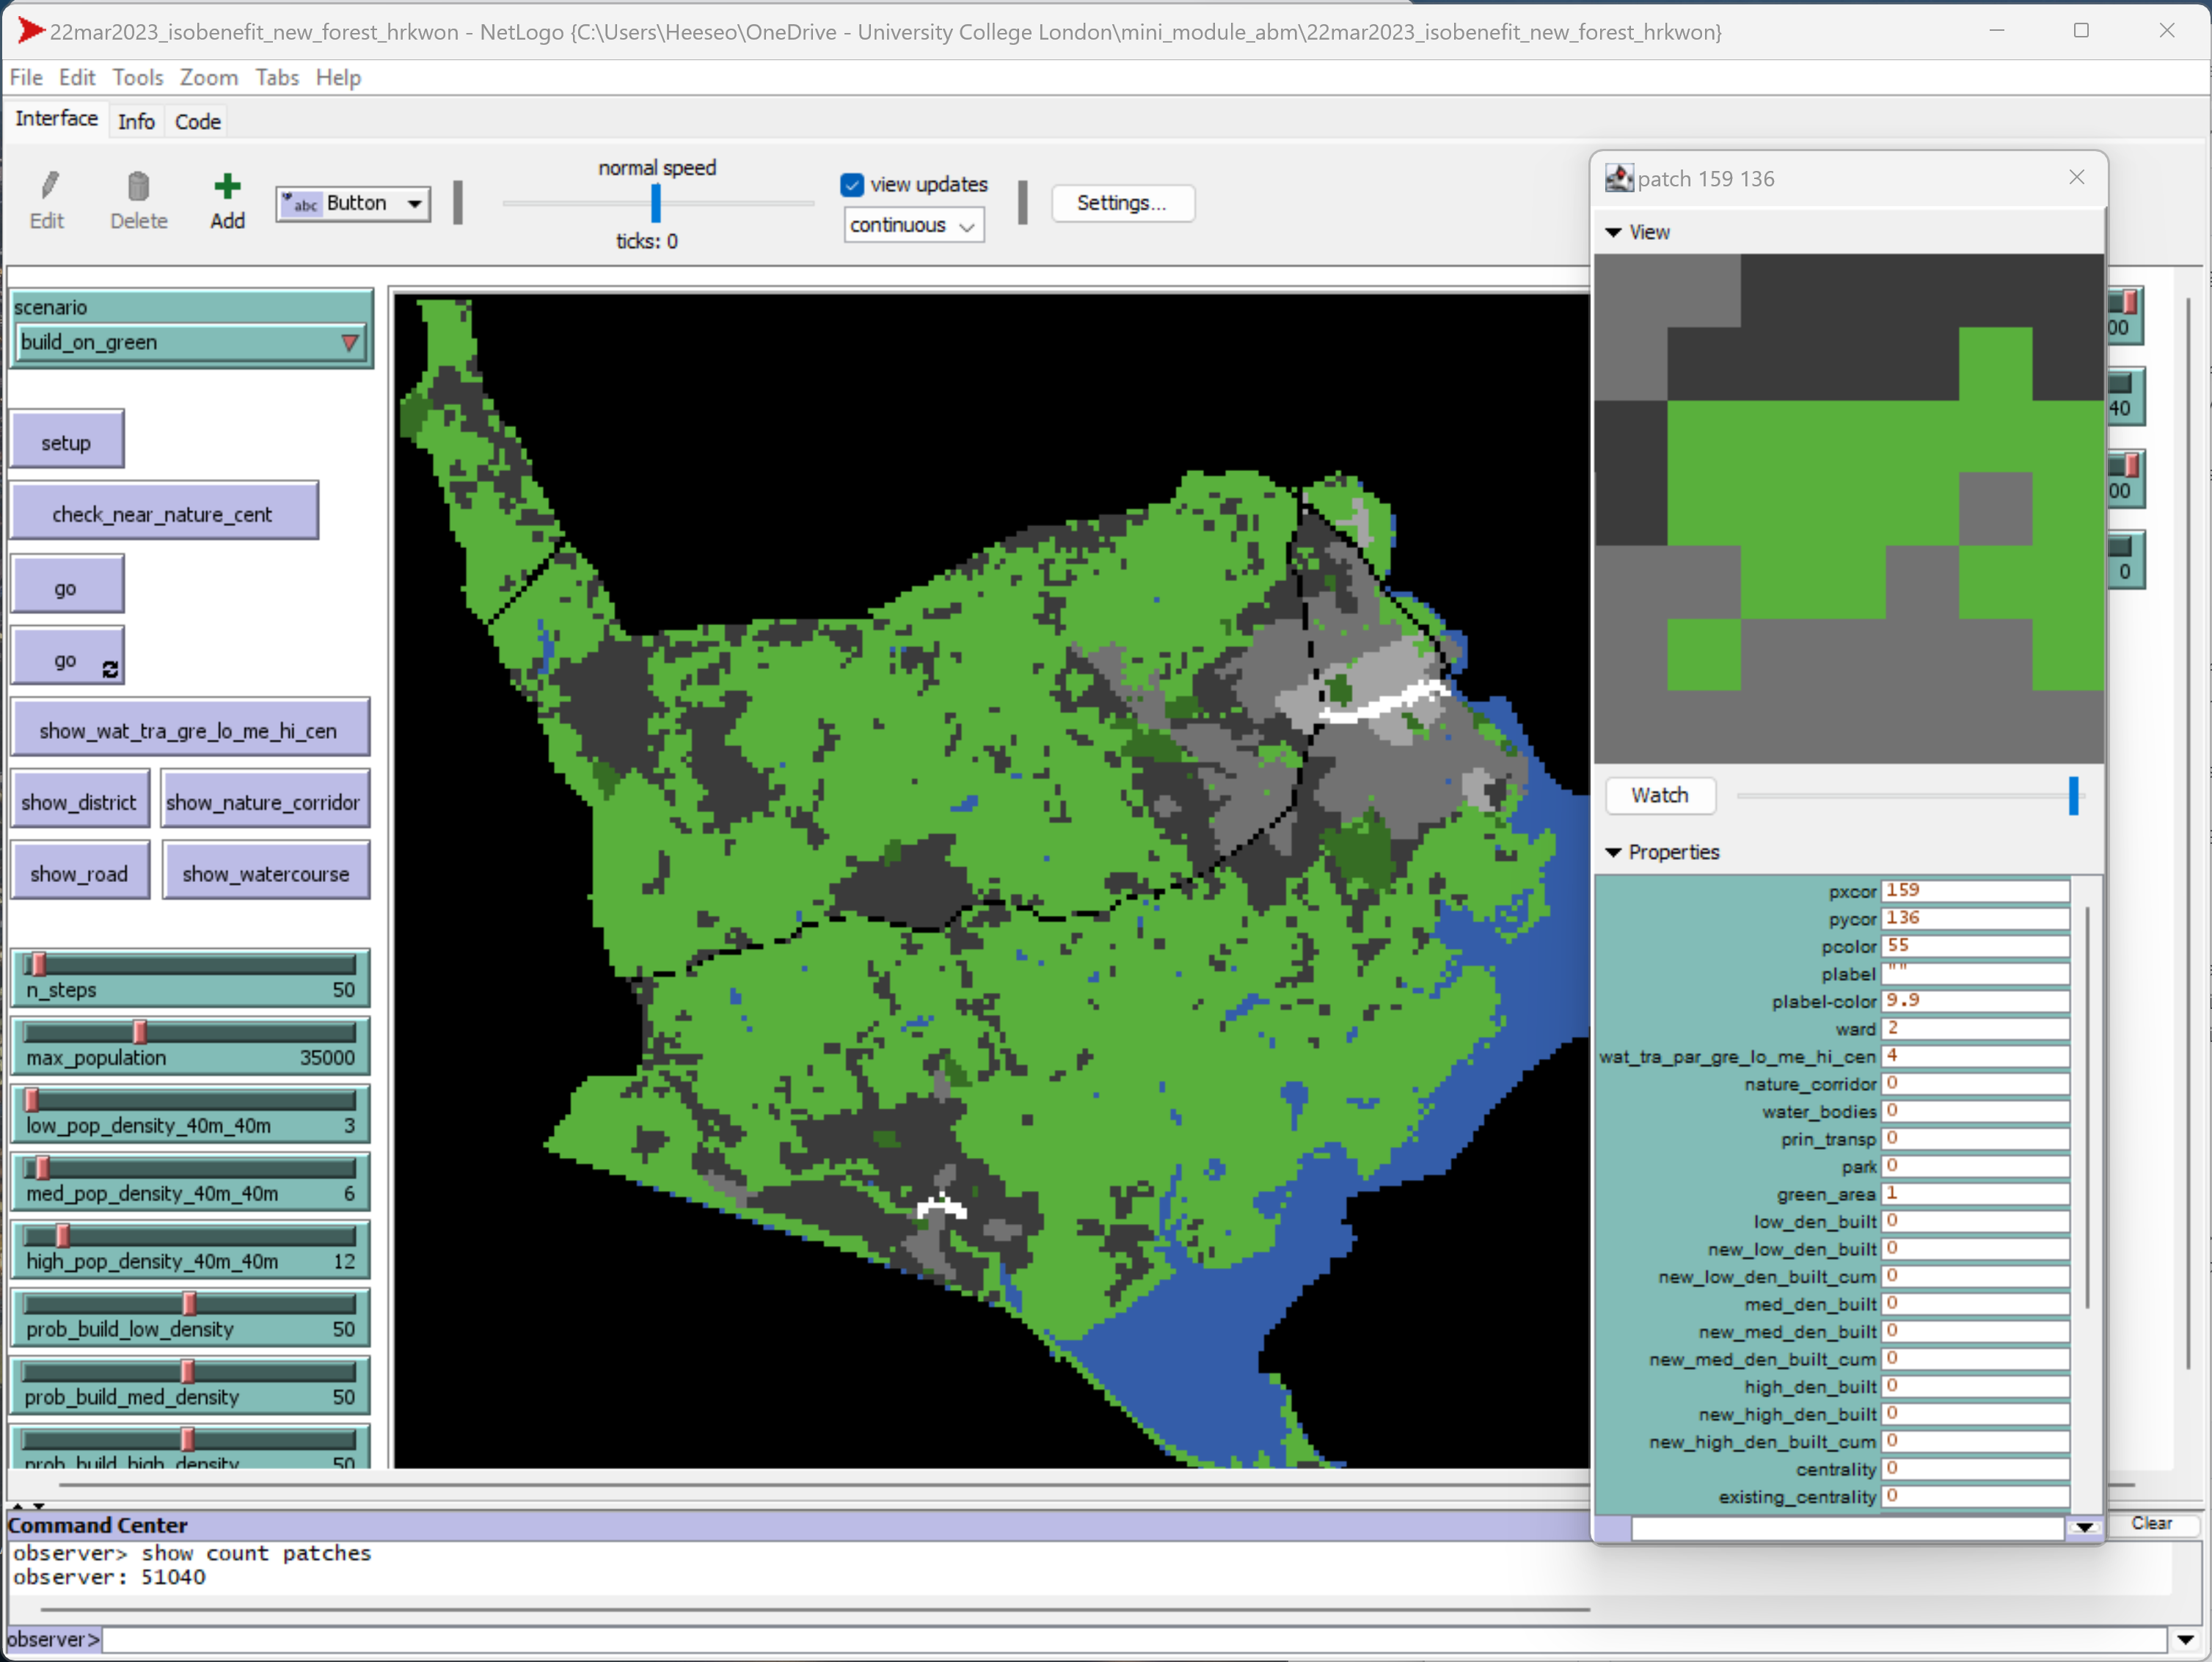 22mar2023_isobenefit_new_forest_hrkwon - NetLogo {C:\Users\Heeseo\OneDrive - University College London\mini_module_abm\22mar2023_isobenefit_new_forest_hrkwon}
File Edit Tools Zoom Tabs Help
Interface Info Code
Edit
Delete
Add
abc Button
normal speed
ticks: 0
view updates
continuous
Settings...
scenario
build_on_green
setup
check_near_nature_cent
go
go
show_wat_tra_gre_lo_me_hi_cen
show_district show_nature_corridor
show_road show_watercourse
n_steps 50
max_population 35000
low_pop_density_40m_40m 3
med_pop_density_40m_40m 6
high_pop_density_40m_40m 12
prob_build_low_density 50
prob_build_med_density 50
prob_build_high_density 50
patch 159 136
View
Watch
Properties
pxcor 159
pycor 136
pcolor 55
plabel ""
plabel-color 9.9
ward 2
wat_tra_par_gre_lo_me_hi_cen 4
nature_corridor 0
water_bodies 0
prin_transp 0
park 0
green_area 1
low_den_built 0
new_low_den_built 0
new_low_den_built_cum 0
med_den_built 0
new_med_den_built 0
new_med_den_built_cum 0
high_den_built 0
new_high_den_built 0
new_high_den_built_cum 0
centrality 0
existing_centrality 0
00
40
00
0
Command Center
Clear
observer> show count patches
observer: 51040
observer>